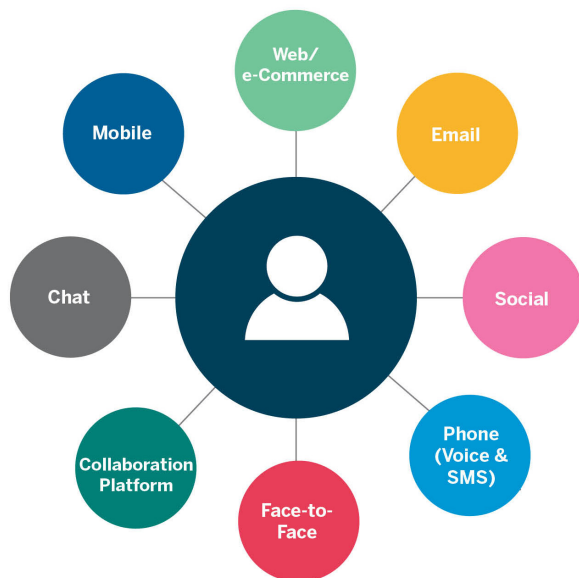 Web/
e-Commerce
Email
Social
Phone
(Voice &
SMS)
Face-to-
Face
Collaboration
Platform
Chat
Mobile